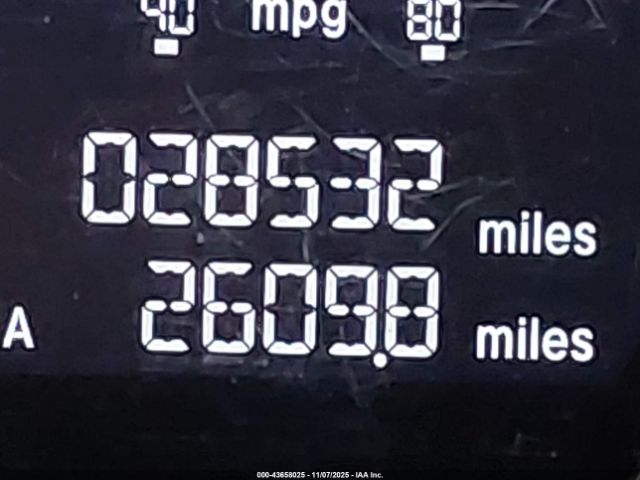 40 mpg 80
028532 miles
A 2609.8 miles
000-43658025 - 11/07/2025 - IAA Inc.